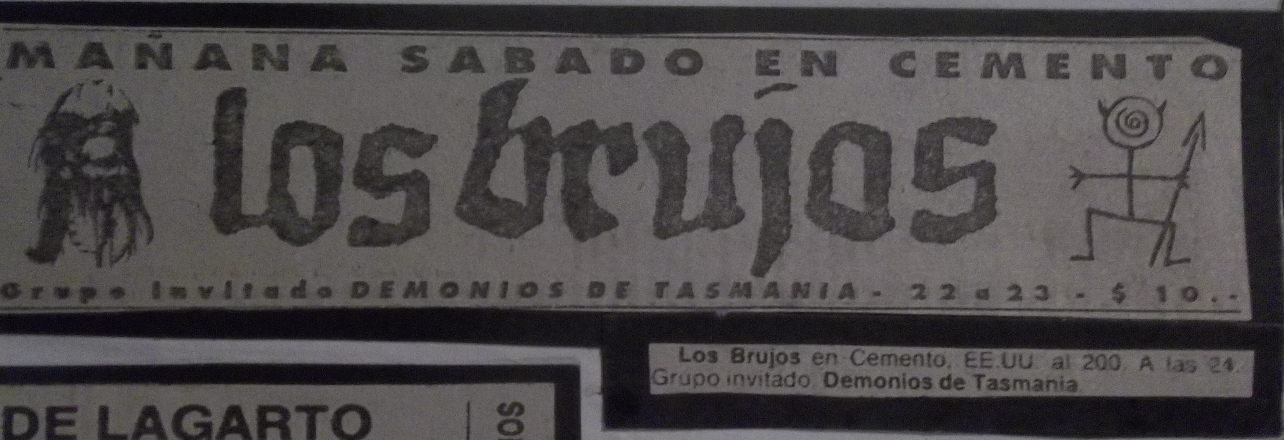 MAÑANA SABADO EN CEMENTO
los brujos
Grupo Invitado DEMONIOS DE TASMANIA - 22 a 23 - $ 10.-
Los Brujos en Cemento, EE.UU. al 200. A las 24.
Grupo invitado: Demonios de Tasmania.
DE LAGARTO